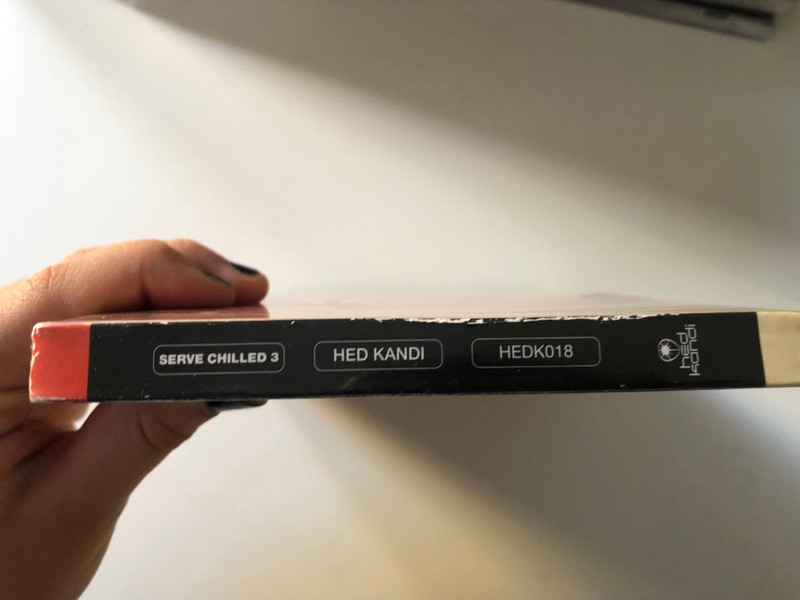 SERVE CHILLED 3
HED KANDI
HEDK018
hed
kandi